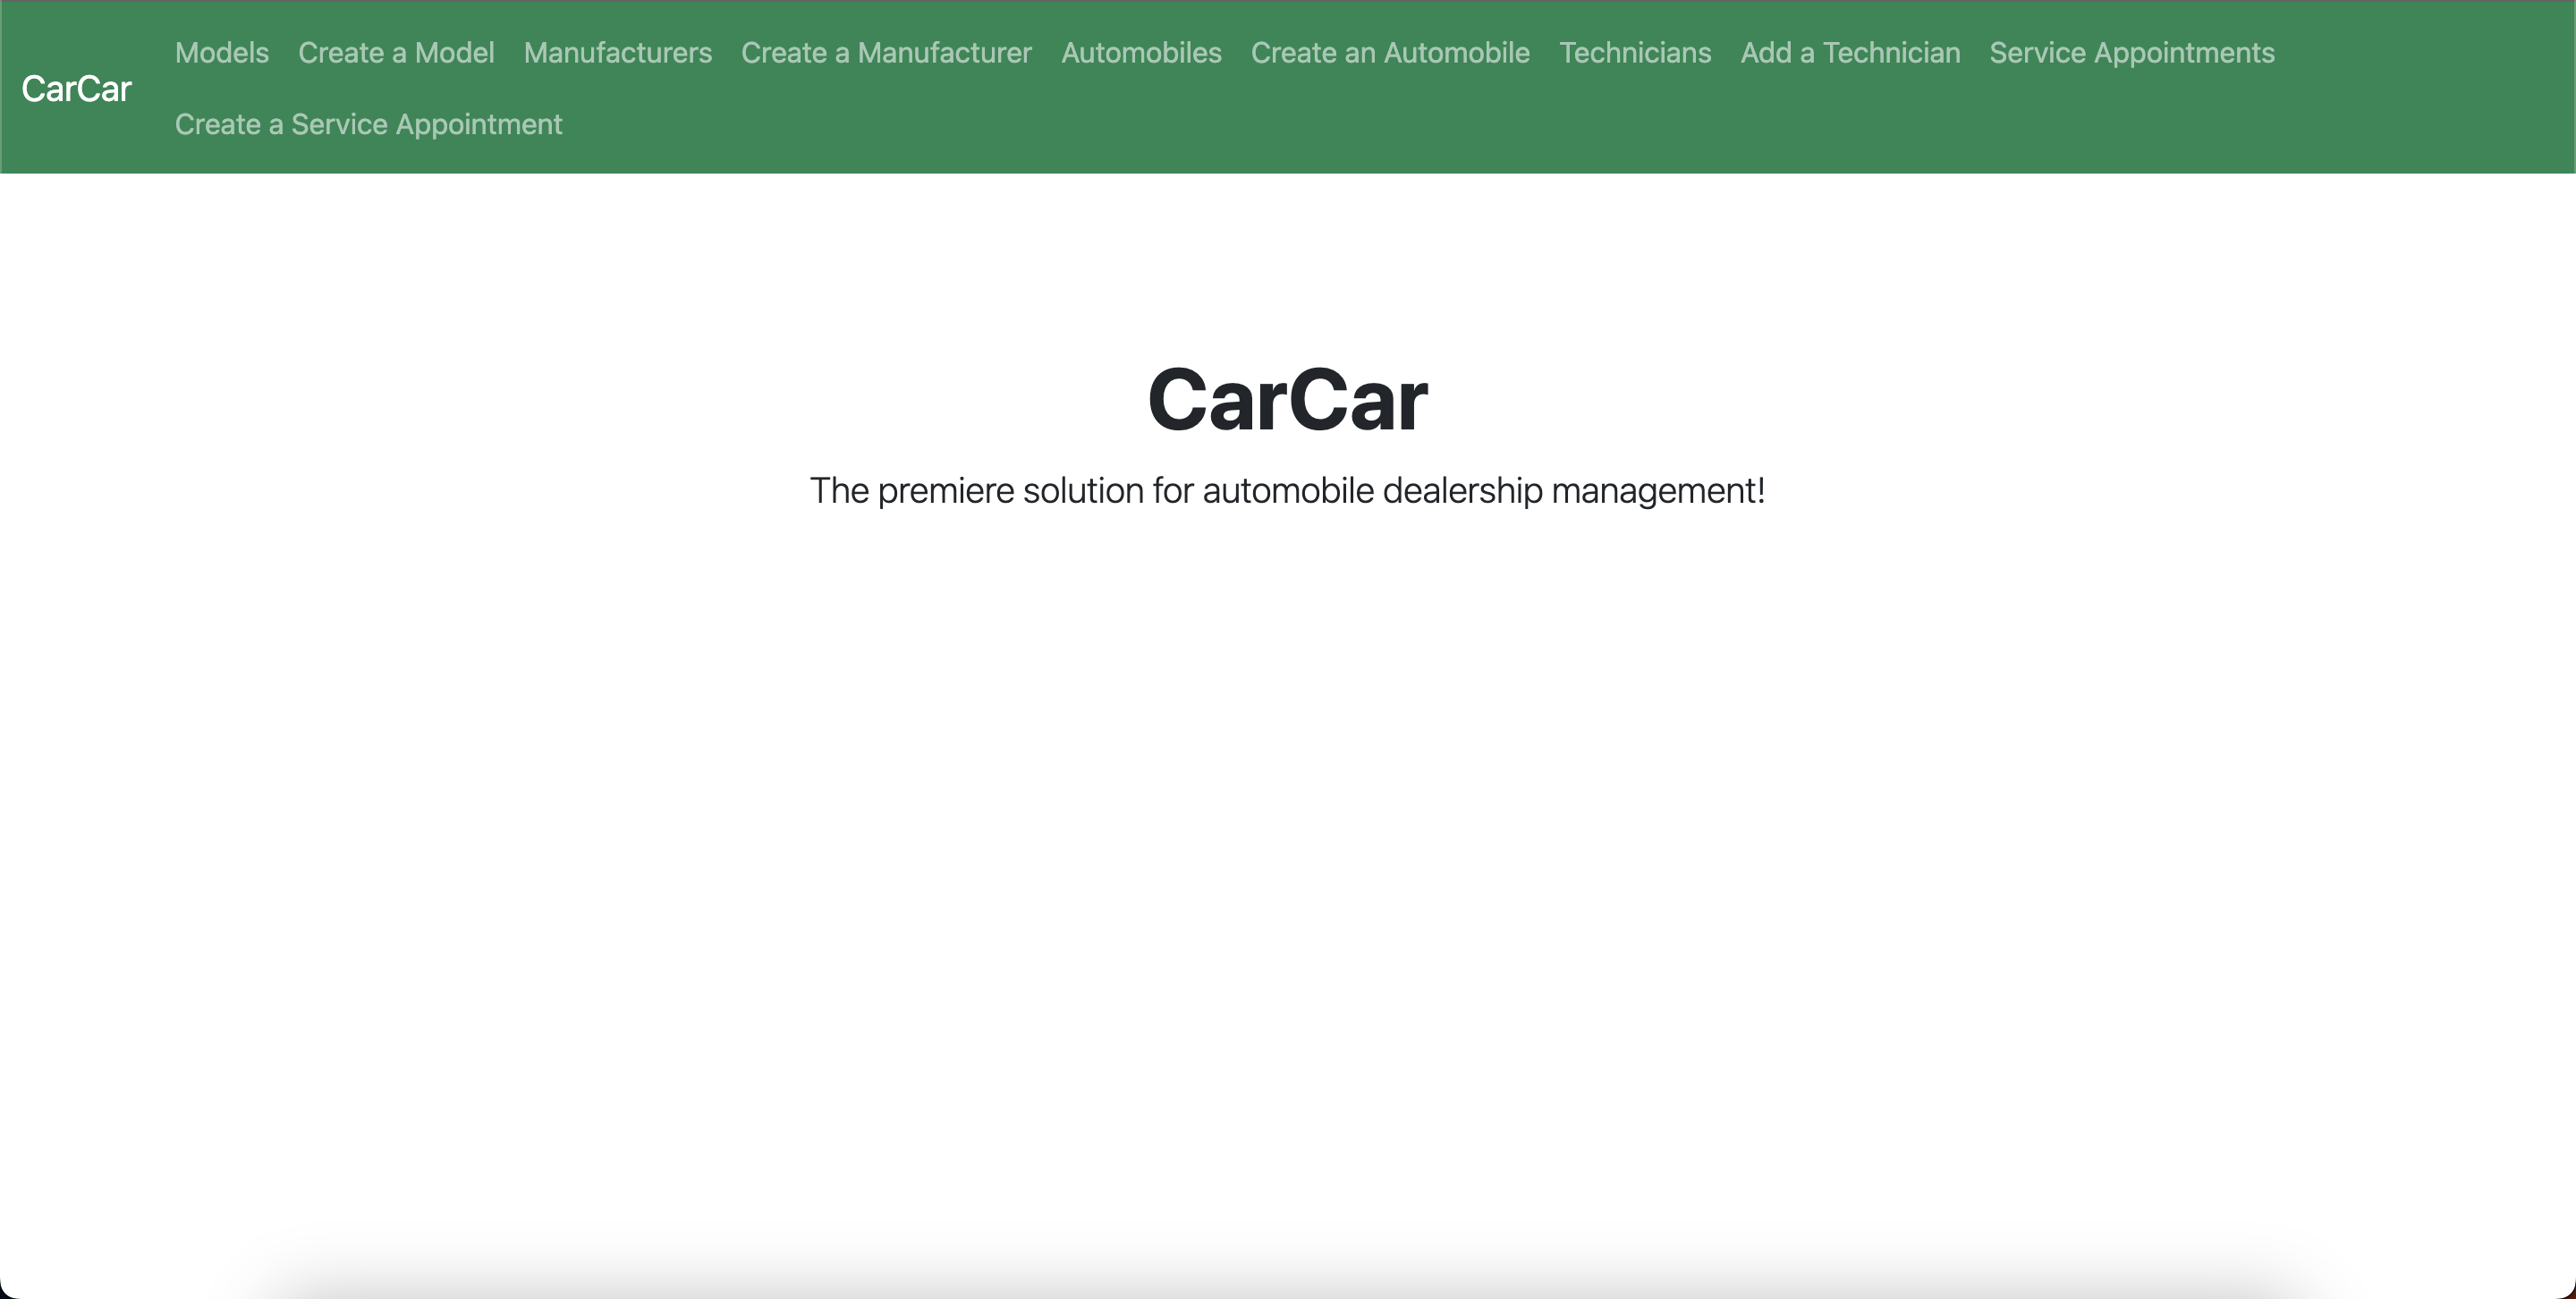 CarCar
Models Create a Model Manufacturers Create a Manufacturer Automobiles Create an Automobile Technicians Add a Technician Service Appointments
Create a Service Appointment
CarCar
The premiere solution for automobile dealership management!